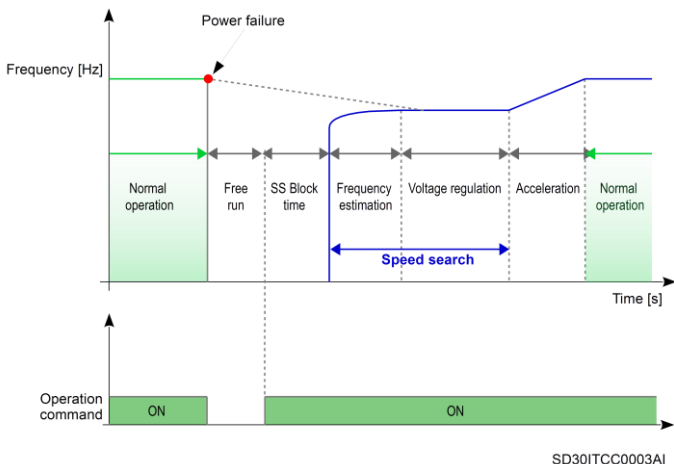 Power failure
Frequency [Hz]
Normal
operation
Free
run
SS Block
time
Frequency
estimation
Voltage regulation
Acceleration
Normal
operation
Speed search
Time [s]
Operation
command
ON
ON
SD30ITCC0003AI